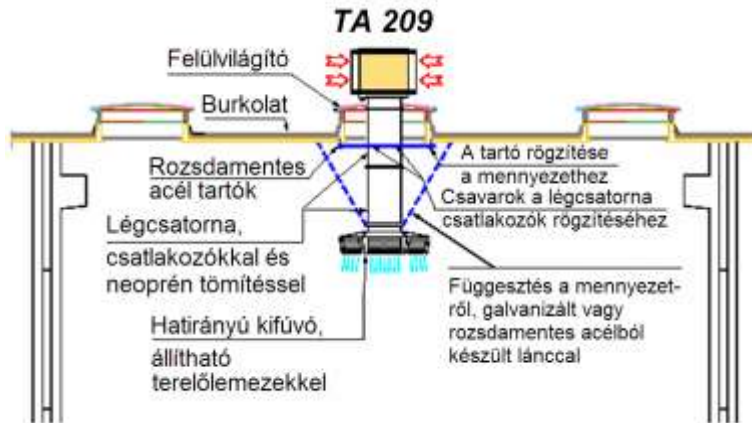 TA 209
Felülvilágító
Burkolat
Rozsdamentes
acél tartók
Légcsatorna,
csatlakozókkal és
neoprén tömítéssel
Hatirányú kifúvó,
állítható
terelőlemezekkel
A tartó rögzítése
a mennyezethez
Csavarok a légcsatorna
csatlakozók rögzítéséhez
Függesztés a mennyezet-
ről, galvanizált vagy
rozsdamentes acélból
készült lánccal